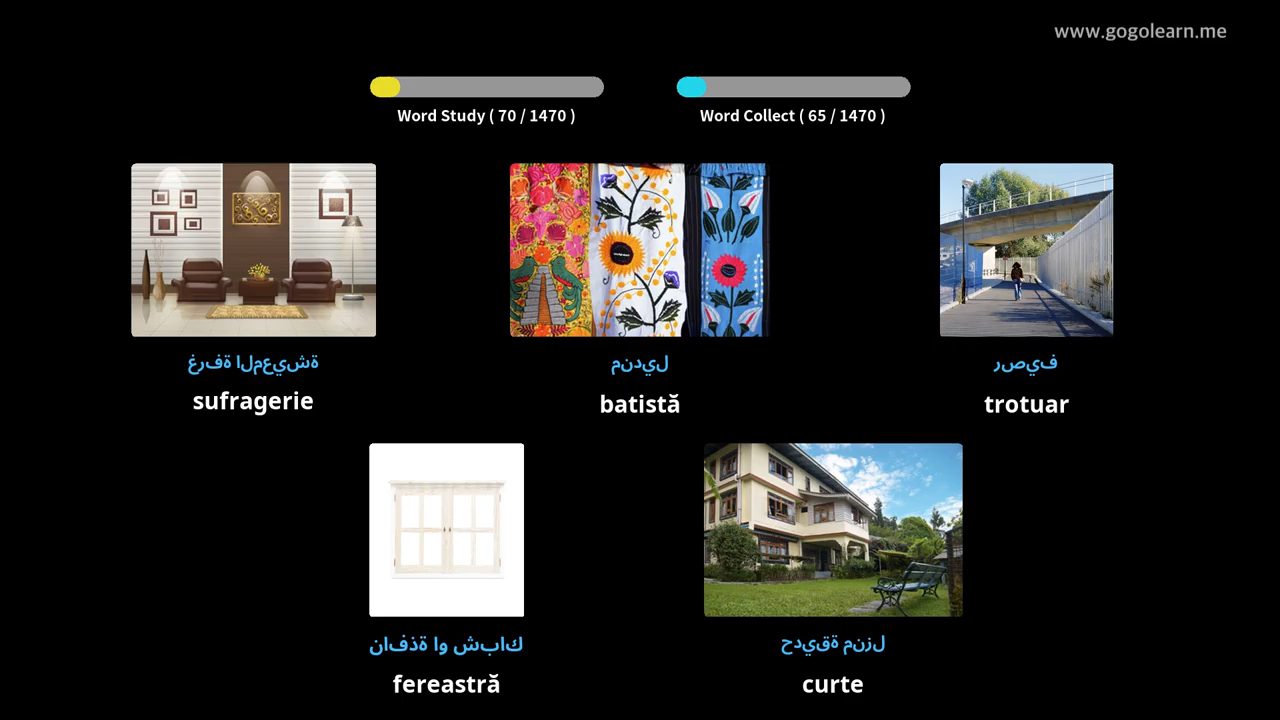 www.gogolearn.me
Word Study ( 70 / 1470 )
Word Collect ( 65 / 1470 )
غرفة المعيشة
منديل
رصيف
sufragerie
batistă
trotuar
نافذة او شباك
حديقة منزل
fereastră
curte